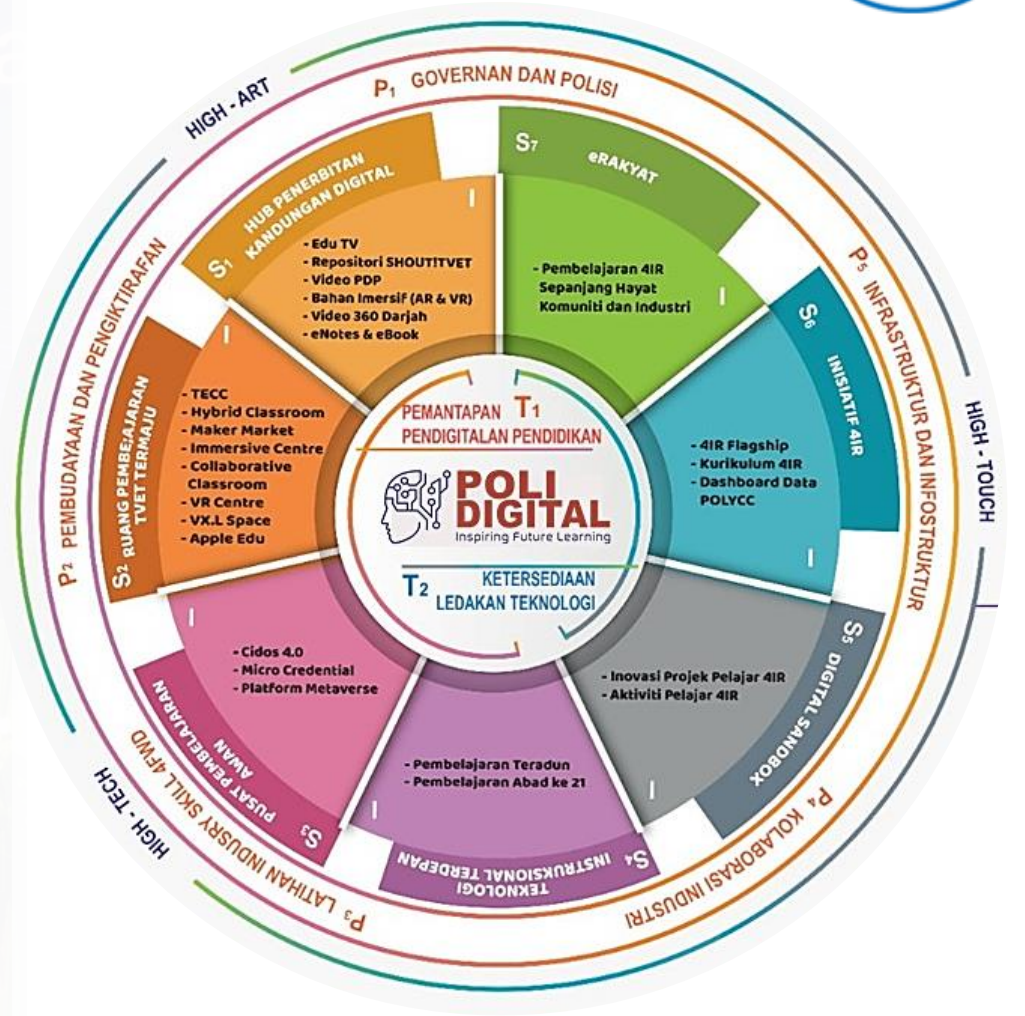 HIGH - ART
P1 GOVERNAN DAN POLISI
S7 eRAKYAT
- Pembelajaran 4IR
Sepanjang Hayat
Komuniti dan Industri
I
S1 HUB PENERBITAN
KANDUNGAN DIGITAL
- Edu TV
- Repositori SHOUT!TVET
- Video PDP
- Bahan Imersif (AR & VR)
- Video 360 Darjah
- eNotes & eBook
I
P5 INFRASTRUKTUR DAN INFOSTRUKTUR
HIGH - TOUCH
S6 INISIATIF 4IR
- 4IR Flagship
- Kurikulum 4IR
- Dashboard Data
POLYCC
I
P2 PEMBUDAYAAN DAN PENGIKTIRAFAN
S2 RUANG PEMBEJAJARAN
TVET TERMAJU
- TECC
- Hybrid Classroom
- Maker Market
- Immersive Centre
- Collaborative
Classroom
- VR Centre
- VX.L Space
- Apple Edu
I
PEMANTAPAN T1
PENDIGITALAN PENDIDIKAN
POLI
DIGITAL
Inspiring Future Learning
T2 KETERSEDIAAN
LEDAKAN TEKNOLOGI
S5 DIGITAL SANDBOX
- Inovasi Projek Pelajar 4IR
- Aktiviti Pelajar 4IR
I
S3 PUSAT PEMBELAJARAN
AWAN
- Cidos 4.0
- Micro Credential
- Platform Metaverse
I
S4 INSTRUKSIONAL TERDEPAN
TEKNOLOGI
- Pembelajaran Teradun
- Pembelajaran Abad ke 21
I
HIGH - TECH
P3 LATIHAN INDUSRY SKILL 4FWD
P4 KOLABORASI INDUSTRI